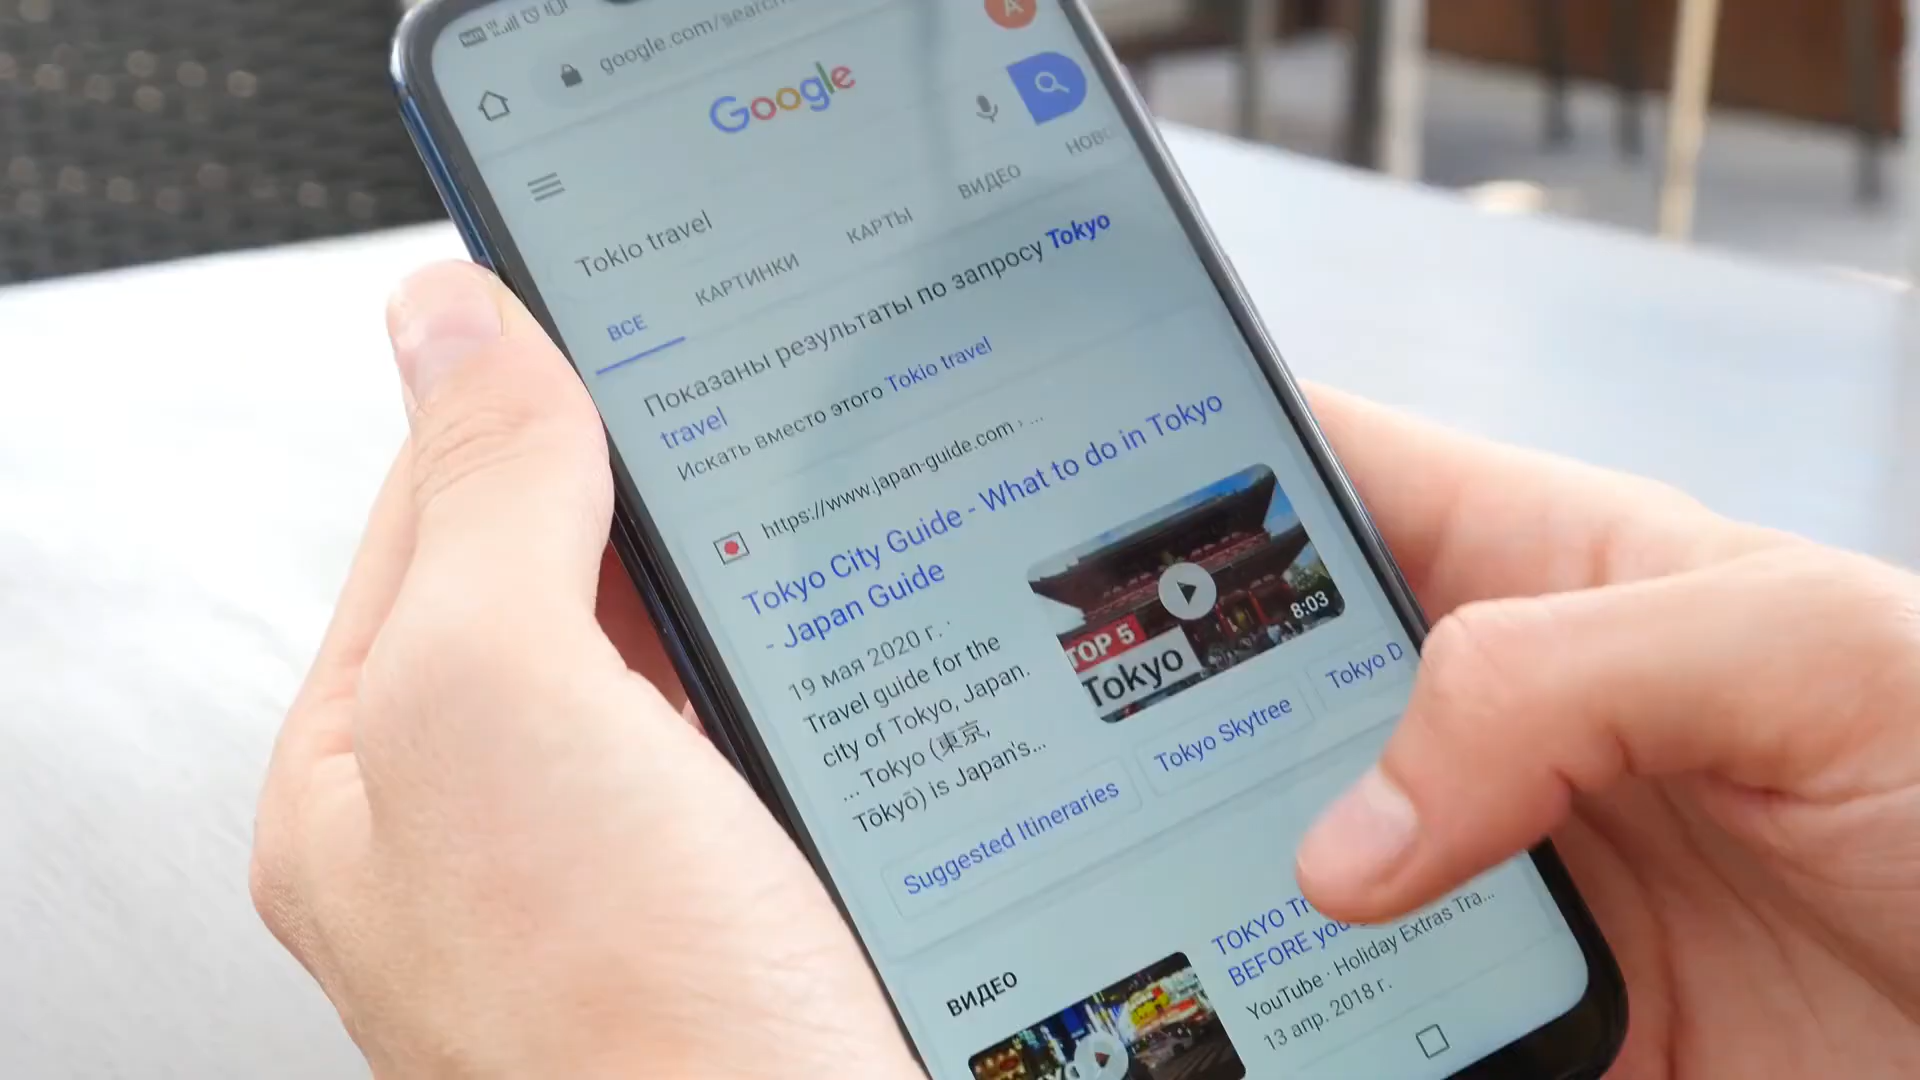 google.com/search
A
Google
Tokio travel
ВСЕ
КАРТИНКИ
КАРТЫ
ВИДЕО
Показаны результаты по запросу Tokyo
travel
Искать вместо этого Tokio travel
https://www.japan-guide.com › ...
Tokyo City Guide - What to do in Tokyo
- Japan Guide
19 мая 2020 г. ·
Travel guide for the
city of Tokyo, Japan.
... Tokyo (東京,
Tōkyō) is Japan's...
8:03
TOP 5
Tokyo
Suggested Itineraries
Tokyo Skytree
Tokyo D
ВИДЕО
TOKYO
BEFORE
YouTube · Holiday Extras Tra...
13 апр. 2018 г.